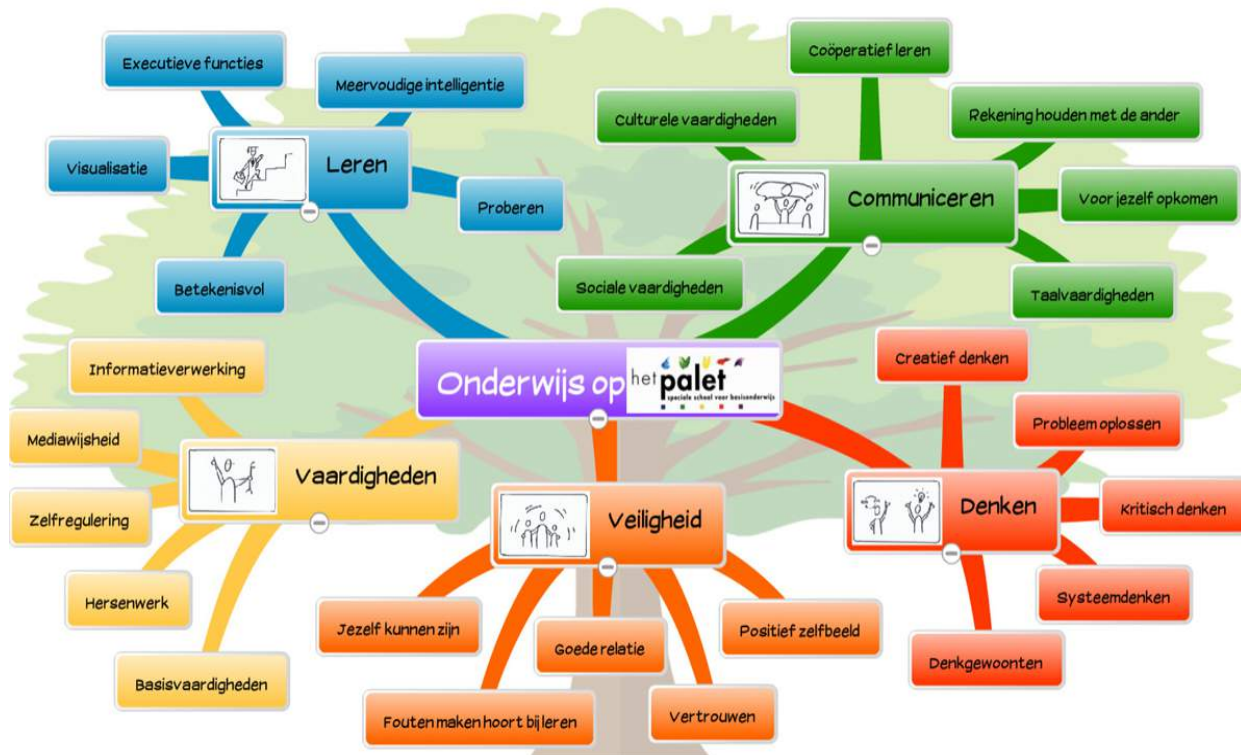 Onderwijs op
het palet
speciale school voor basisonderwijs
Leren
Executieve functies
Meervoudige intelligentie
Visualisatie
Proberen
Betekenisvol
Communiceren
Coöperatief leren
Culturele vaardigheden
Rekening houden met de ander
Voor jezelf opkomen
Sociale vaardigheden
Taalvaardigheden
Vaardigheden
Informatieverwerking
Mediawijsheid
Zelfregulering
Hersenwerk
Basisvaardigheden
Veiligheid
Jezelf kunnen zijn
Fouten maken hoort bij leren
Goede relatie
Vertrouwen
Positief zelfbeeld
Denken
Creatief denken
Probleem oplossen
Kritisch denken
Systeemdenken
Denkgewoonten